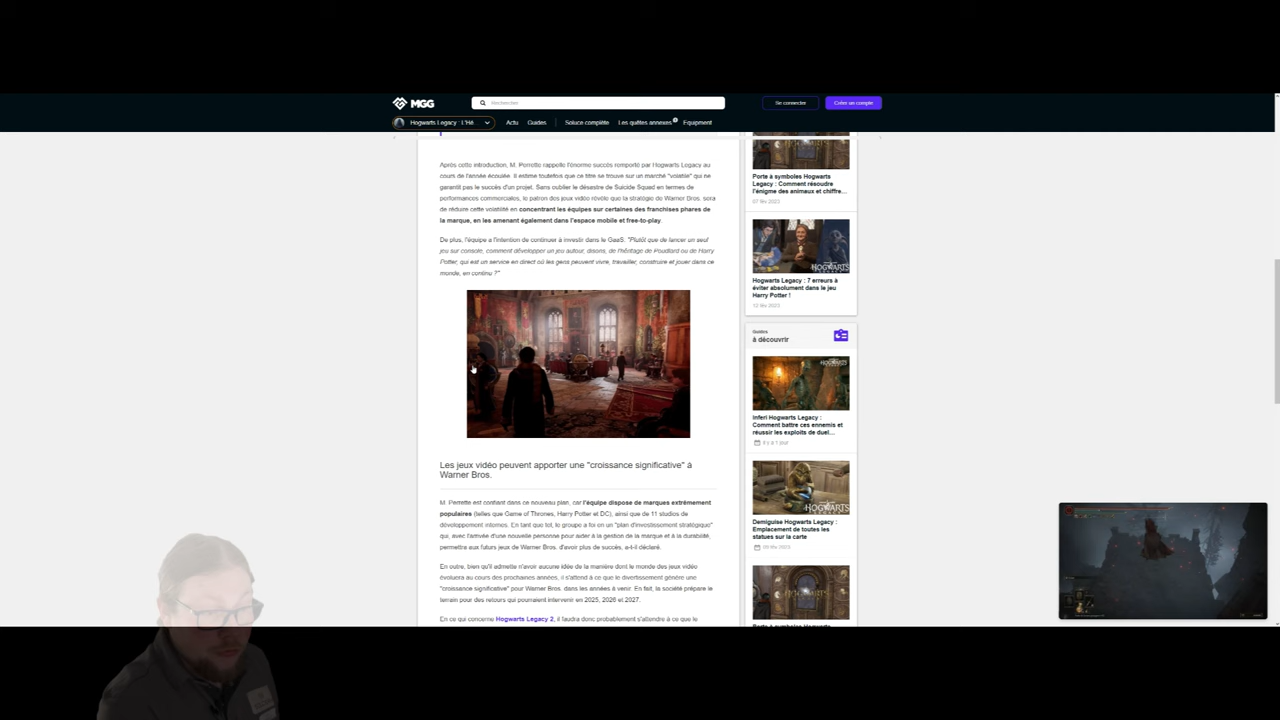 MGG
Rechercher
Se connecter
Créer un compte
Hogwarts Legacy : L'Hé
Actu
Guides
Soluce complète
Les quêtes annexes
Equipment
Après cette introduction, M. Perrette rappelle l'énorme succès remporté par Hogwarts Legacy au
cours de l'année écoulée. Il estime toutefois que ce titre se trouve sur un marché "volatile" qui ne
garantit pas le succès d'un projet. Sans oublier le désastre de Suicide Squad en termes de
performances commerciales, le patron des jeux vidéo révèle que la stratégie de Warner Bros. sera
de réduire cette volatilité en concentrant les équipes sur certaines des franchises phares de
la marque, en les amenant également dans l'espace mobile et free-to-play.
De plus, l'équipe a l'intention de continuer à investir dans le GaaS. "Plutôt que de lancer un seul
jeu sur console, comment développer un jeu autour, disons, de l'héritage de Poudlard ou de Harry
Potter, qui est un service en direct où les gens peuvent vivre, travailler, construire et jouer dans ce
monde, en continu ?"
Les jeux vidéo peuvent apporter une "croissance significative" à
Warner Bros.
M. Perrette est confiant dans ce nouveau plan, car l'équipe dispose de marques extrêmement
populaires (telles que Game of Thrones, Harry Potter et DC), ainsi que de 11 studios de
développement internes. En tant que tel, le groupe a foi en un "plan d'investissement stratégique"
qui, avec l'arrivée d'une nouvelle personne pour aider à la gestion de la marque et à la durabilité,
permettra aux futurs jeux de Warner Bros. d'avoir plus de succès, a-t-il déclaré.
En outre, bien qu'il admette n'avoir aucune idée de la manière dont le monde des jeux vidéo
évoluera au cours des prochaines années, il s'attend à ce que le divertissement génère une
"croissance significative" pour Warner Bros. dans les années à venir. En fait, la société prépare le
terrain pour des retours qui pourraient intervenir en 2025, 2026 et 2027.
En ce qui concerne Hogwarts Legacy 2, il faudra donc probablement s'attendre à ce que le
Porte à symboles Hogwarts
Legacy : Comment résoudre
l'énigme des animaux et chiffre...
07 fév 2023
HOGWARTS
Hogwarts Legacy : 7 erreurs à
éviter absolument dans le jeu
Harry Potter !
Guides
à découvrir
HOGWARTS
Inferi Hogwarts Legacy :
Comment battre ces ennemis et
réussir les exploits de duel...
Il y a 1 jour
HOGWARTS
Demiguise Hogwarts Legacy :
Emplacement de toutes les
statues sur la carte
HOGWARTS
Porte à symboles Hogwarts